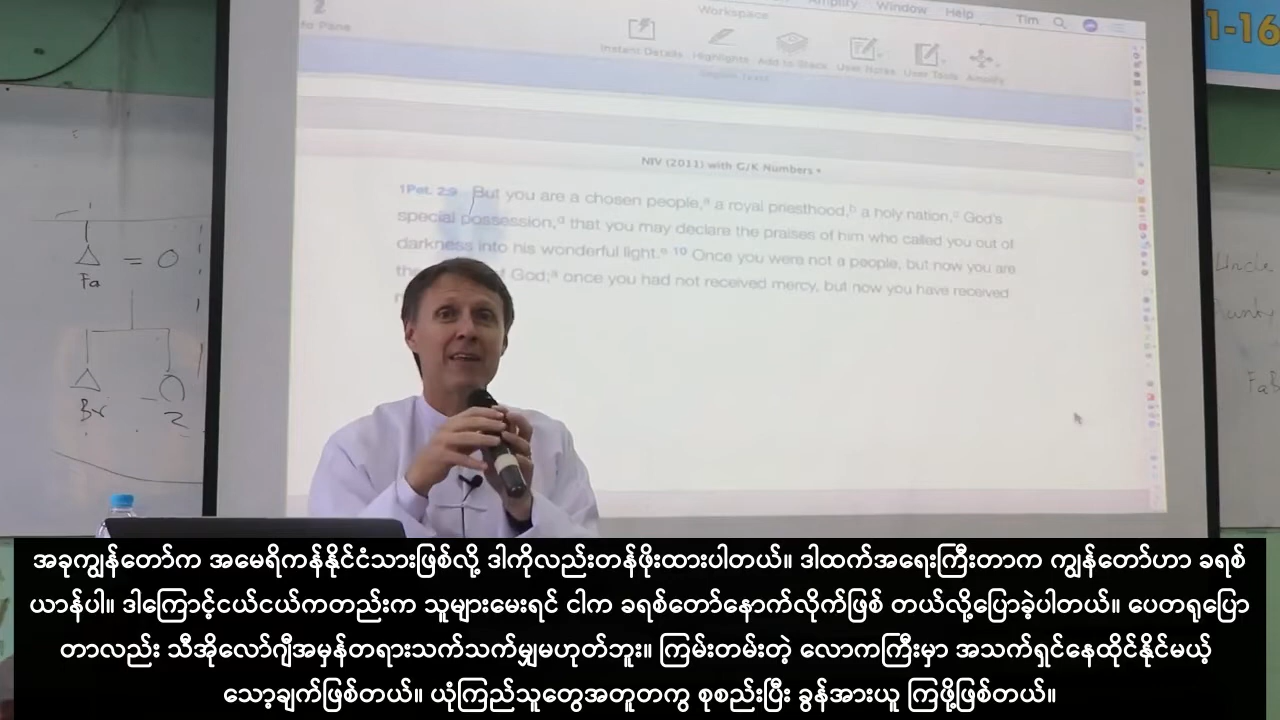 2
fo Pane
Workspace
Amplify Window Help Tim
Instant Details Highlights Add to Stack User Notes User Tools Amplify
1-16
NIV (2011) with G/K Numbers
1Pet. 2:9 But you are a chosen people,ᵃ a royal priesthood,ᵇ a holy nation,ᶜ God's
special possession,ᵈ that you may declare the praises of him who called you out of
darkness into his wonderful light.ᵉ 10 Once you were not a people, but now you are
God;ᵃ once you had not received mercy, but now you have received
= O
Fa
Br Z
Uncle
Aunty
FaB
အခုကျွန်တော်က အမေရိကန်နိုင်ငံသားဖြစ်လို့ ဒါကိုလည်းတန်ဖိုးထားပါတယ်။ ဒါထက်အရေးကြီးတာက ကျွန်တော်ဟာ ခရစ်
ယာန်ပါ။ ဒါကြောင့်ငယ်ငယ်ကတည်းက သူများမေးရင် ငါက ခရစ်တော်နောက်လိုက်ဖြစ် တယ်လို့ပြောခဲ့ပါတယ်။ ပေတရုပြော
တာလည်း သီအိုလော်ဂျီအမှန်တရားသက်သက်မျှမဟုတ်ဘူး။ ကြမ်းတမ်းတဲ့ လောကကြီးမှာ အသက်ရှင်နေထိုင်နိုင်မယ့်
သော့ချက်ဖြစ်တယ်။ ယုံကြည်သူတွေအတူတကွ စုစည်းပြီး ခွန်အားယူ ကြဖို့ဖြစ်တယ်။